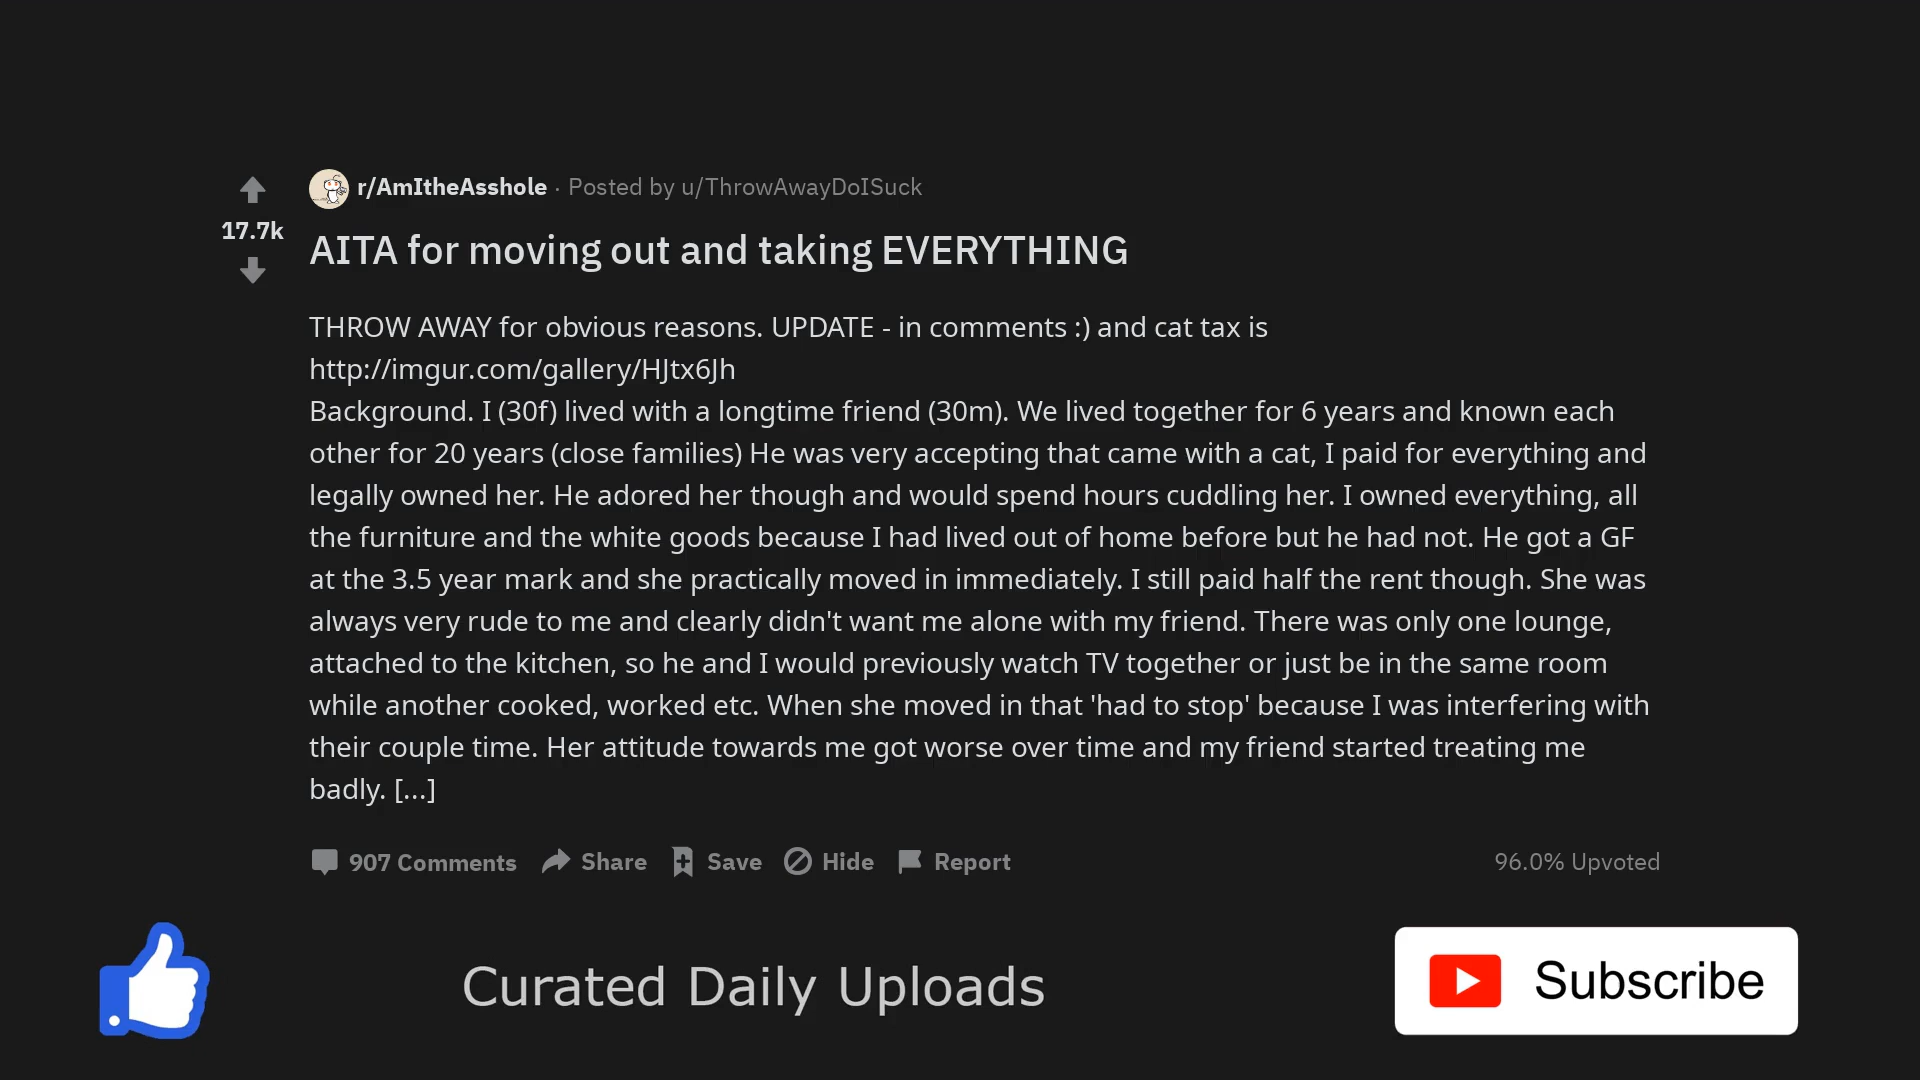 r/AmItheAsshole · Posted by u/ThrowAwayDoISuck
17.7k
AITA for moving out and taking EVERYTHING
THROW AWAY for obvious reasons. UPDATE - in comments :) and cat tax is
http://imgur.com/gallery/HJtx6Jh
Background. I (30f) lived with a longtime friend (30m). We lived together for 6 years and known each
other for 20 years (close families) He was very accepting that came with a cat, I paid for everything and
legally owned her. He adored her though and would spend hours cuddling her. I owned everything, all
the furniture and the white goods because I had lived out of home before but he had not. He got a GF
at the 3.5 year mark and she practically moved in immediately. I still paid half the rent though. She was
always very rude to me and clearly didn't want me alone with my friend. There was only one lounge,
attached to the kitchen, so he and I would previously watch TV together or just be in the same room
while another cooked, worked etc. When she moved in that 'had to stop' because I was interfering with
their couple time. Her attitude towards me got worse over time and my friend started treating me
badly. [...]
907 Comments Share Save Hide Report 96.0% Upvoted
Curated Daily Uploads
Subscribe